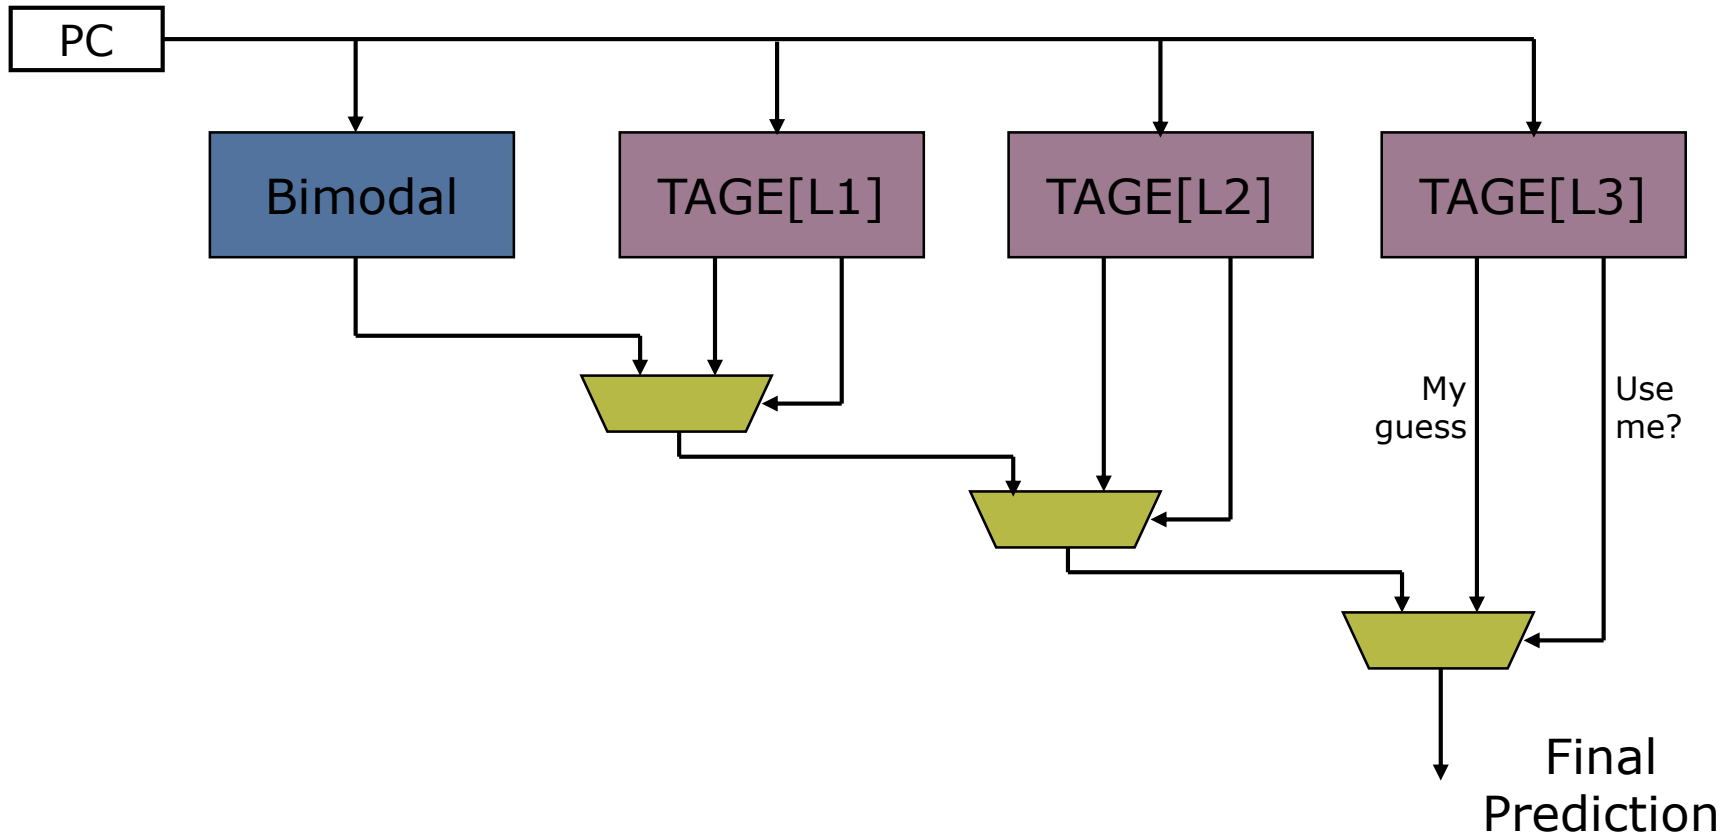 PC
Bimodal
TAGE[L1]
TAGE[L2]
TAGE[L3]
My
guess
Use
me?
Final
Prediction